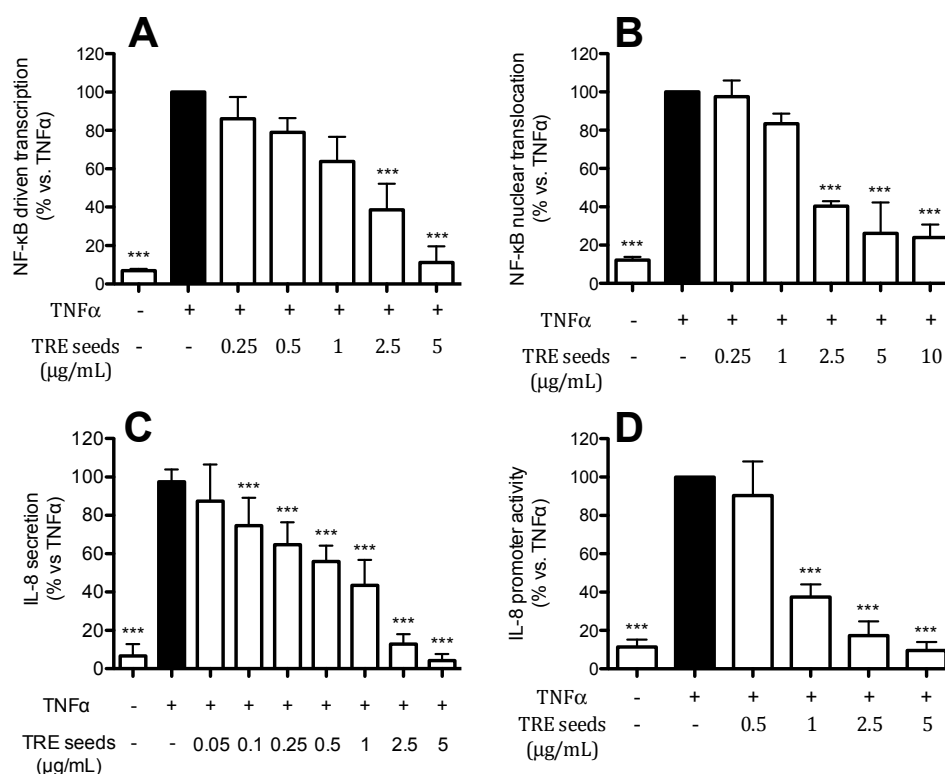 A
NF-κB driven transcription
(% vs. TNFα)
120
100
80
60
40
20
0
***
***
***
TNFα - + + + + + +
TRE seeds - - 0.25 0.5 1 2.5 5
(µg/mL)
B
NF-κB nuclear translocation
(% vs. TNFα)
120
100
80
60
40
20
0
***
***
***
***
TNFα - + + + + + +
TRE seeds - - 0.25 1 2.5 5 10
(µg/mL)
C
IL-8 secretion
(% vs TNFα)
120
100
80
60
40
20
0
***
***
***
***
***
***
***
TNFα - + + + + + + + +
TRE seeds - - 0.05 0.1 0.25 0.5 1 2.5 5
(µg/mL)
D
IL-8 promoter activity
(% vs. TNFα)
120
100
80
60
40
20
0
***
***
***
***
TNFα - + + + + +
TRE seeds - - 0.5 1 2.5 5
(µg/mL)